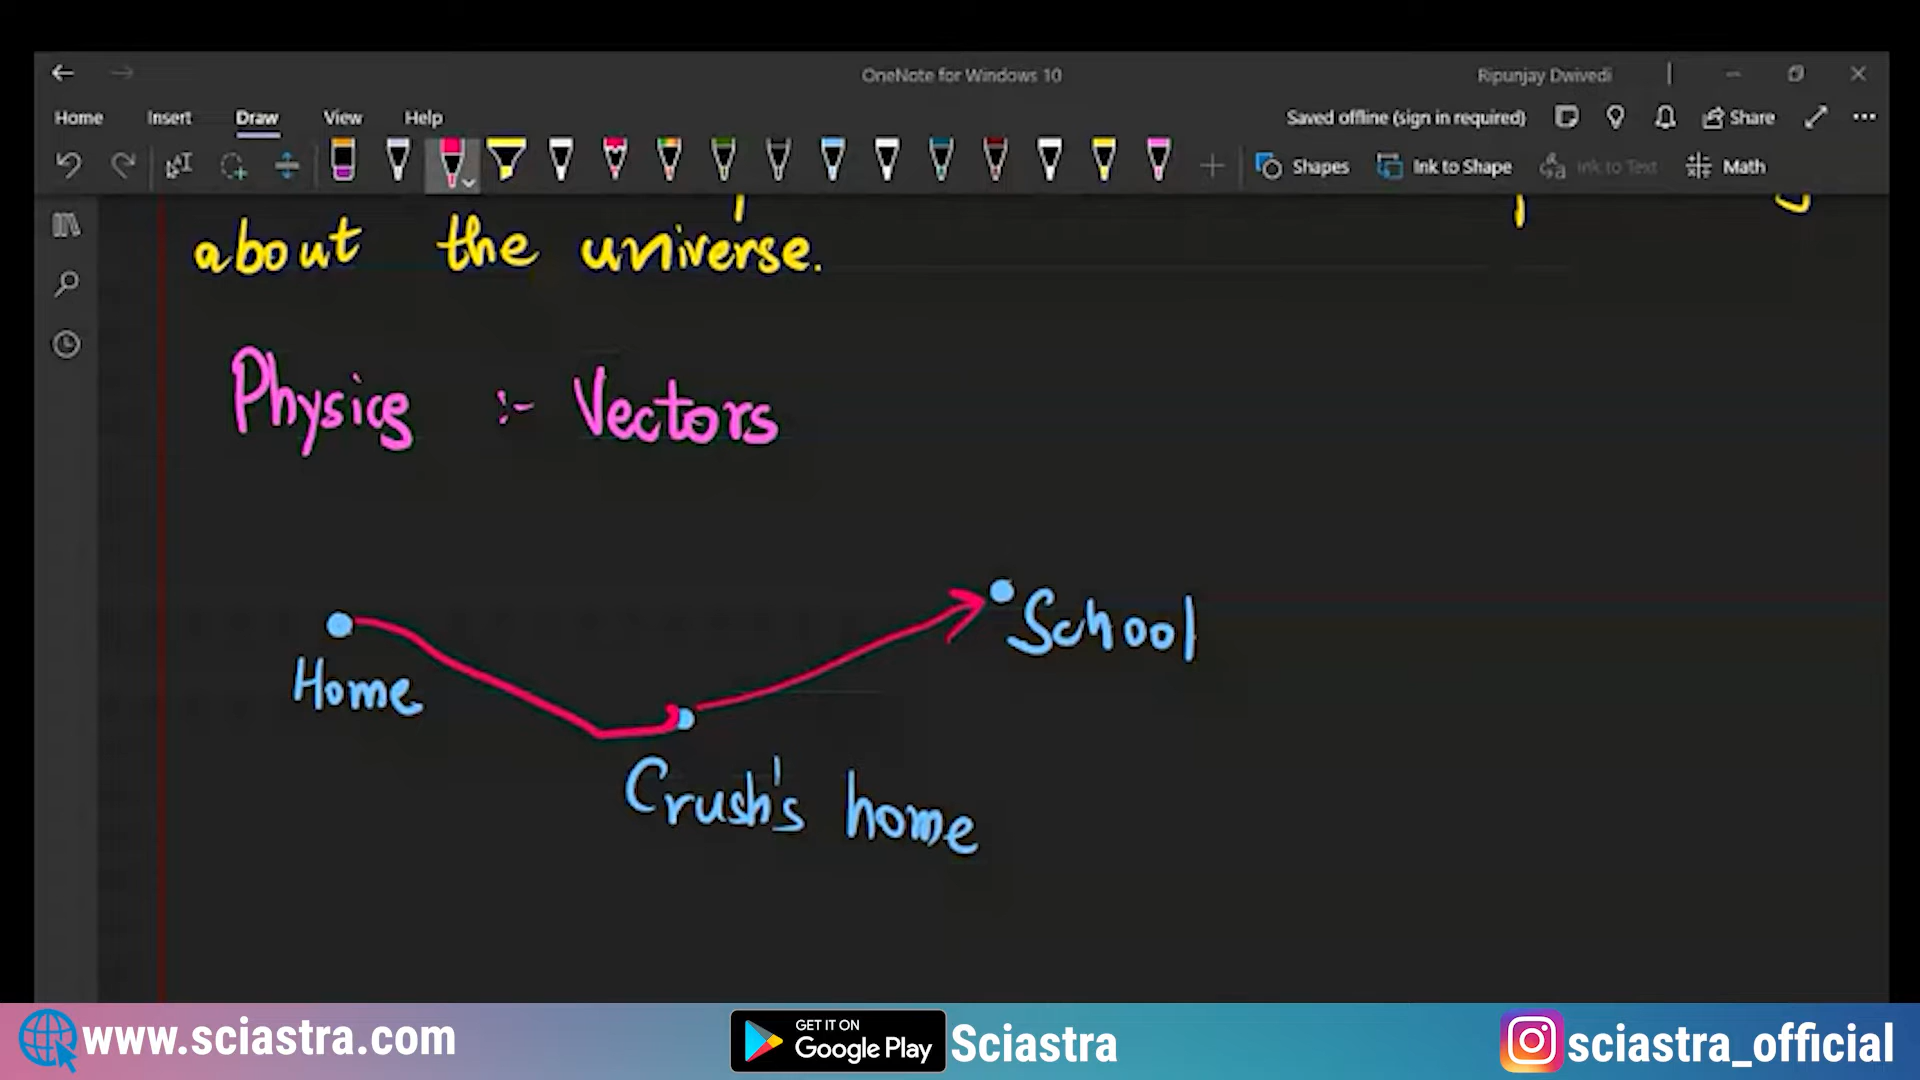 OneNote for Windows 10
Ripunjay Dwivedi
Home Insert Draw View Help
Saved offline (sign in required) Share
Shapes Ink to Shape Ink to Text Math
about the universe.
Physics :- Vectors
School
Home
Crush's home
www.sciastra.com
GET IT ON
Google Play
Sciastra
sciastra_official